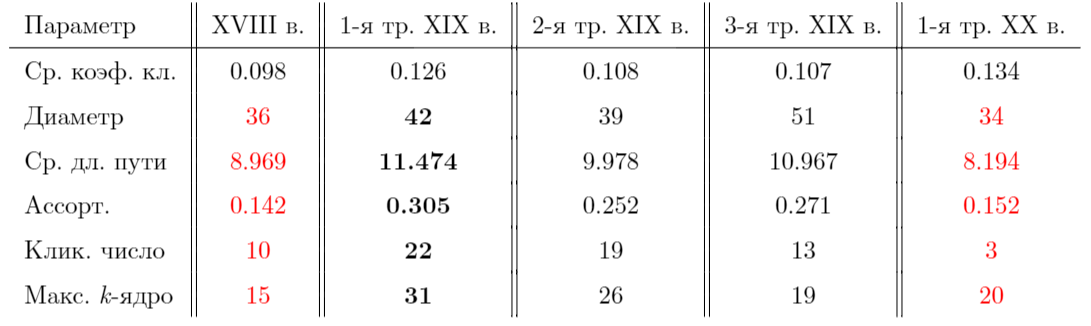 Параметр XVIII в. 1-я тр. XIX в. 2-я тр. XIX в. 3-я тр. XIX в. 1-я тр. XX в.
Ср. коэф. кл. 0.098 0.126 0.108 0.107 0.134
Диаметр 36 42 39 51 34
Ср. дл. пути 8.969 11.474 9.978 10.967 8.194
Ассорт. 0.142 0.305 0.252 0.271 0.152
Клик. число 10 22 19 13 3
Макс. k-ядро 15 31 26 19 20